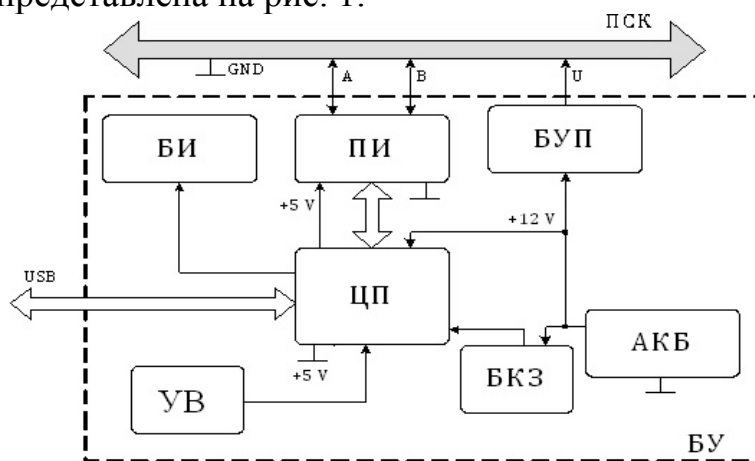 представлена на рис. 1.
ПСК
GND
A
B
U
БИ
ПИ
БУП
+5 V
+12 V
USB
ЦП
АКБ
+5 V
БКЗ
УВ
БУ